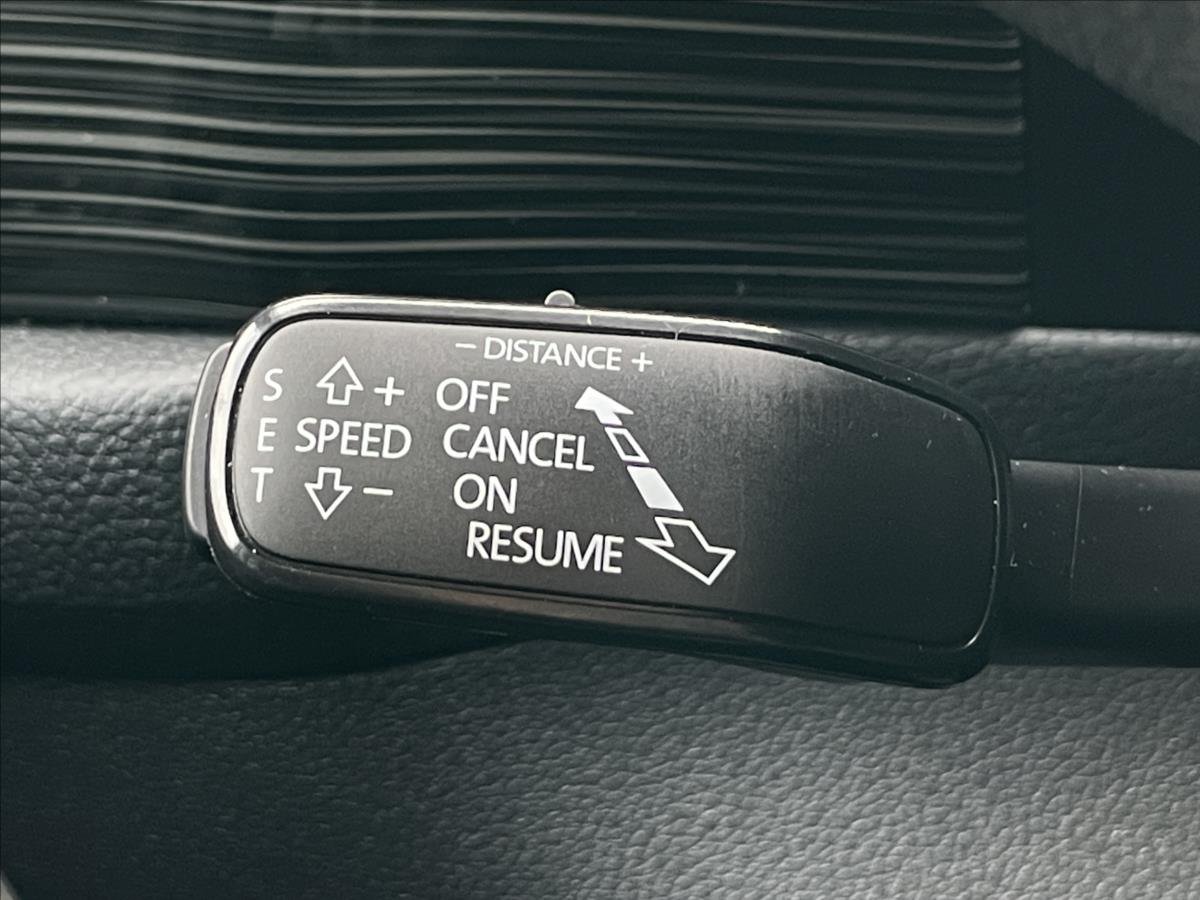 − DISTANCE +
S + OFF
E SPEED CANCEL
T − ON
RESUME